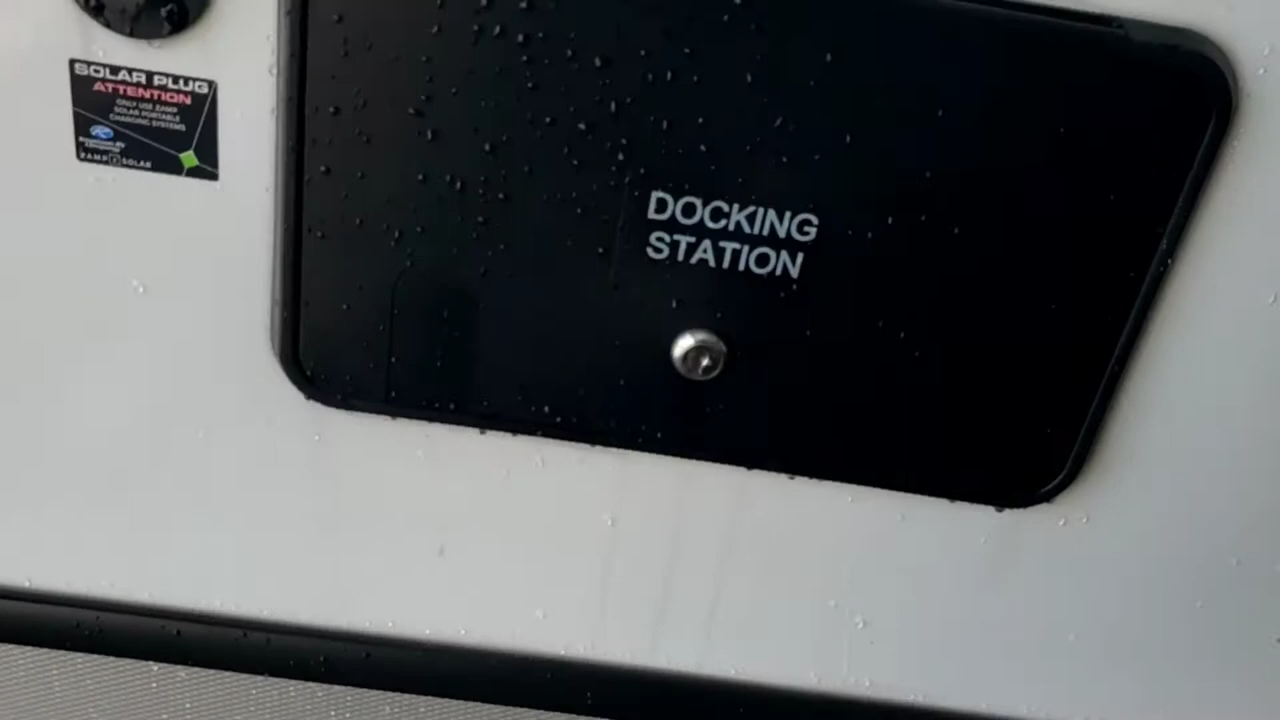 SOLAR PLUG
ATTENTION
ONLY USE ZAMP
SOLAR PORTABLE
CHARGING SYSTEMS
ZAMP SOLAR
DOCKING
STATION